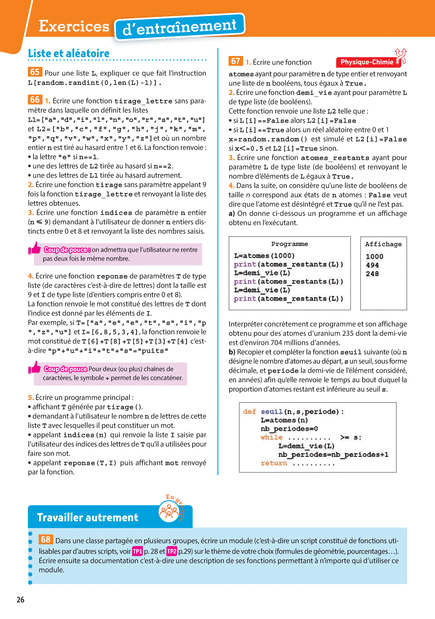 Exercices d'entraînement
Liste et aléatoire
65 Pour une liste L, expliquer ce que fait l'instruction
L[random.randint(0,len(L)-1)].
66 1. Écrire une fonction tirage_lettre sans para-
mètre dans laquelle on définit les listes
L1=["a","d","i","l","n","o","r","s","t","u"]
et L2=["b","c","f","g","h","j","k","m",
"p","q","v","w","x","y","z"] et où un nombre
entier n est tiré au hasard entre 1 et 6. La fonction renvoie :
• la lettre "e" si n==1.
• une des lettres de L2 tirée au hasard si n==2.
• une des lettres de L1 tirée au hasard autrement.
2. Écrire une fonction tirage sans paramètre appelant 9
fois la fonction tirage_lettre et renvoyant la liste des
lettres obtenues.
3. Écrire une fonction indices de paramètre n entier
(n ⩽ 9) demandant à l'utilisateur de donner n entiers dis-
tincts entre 0 et 8 et renvoyant la liste des nombres saisis.
Coup de pouce : on admettra que l'utilisateur ne rentre
pas deux fois le même nombre.
4. Écrire une fonction reponse de paramètres T de type
liste (de caractères c'est-à-dire de lettres) dont la taille est
9 et I de type liste (d'entiers compris entre 0 et 8).
La fonction renvoie le mot constitué des lettres de T dont
l'indice est donné par les éléments de I.
Par exemple, si T=["a","e","e","t","s","i","p
","z","u"] et I=[6,8,5,3,4], la fonction renvoie le
mot constitué de T[6]+T[8]+T[5]+T[3]+T[4] c'est-
à-dire "p"+"u"+"i"+"t"+"s"="puits"
Coup de pouce Pour deux (ou plus) chaînes de
caractères, le symbole + permet de les concaténer.
5. Écrire un programme principal :
• affichant T générée par tirage().
• demandant à l'utilisateur le nombre n de lettres de cette
liste T avec lesquelles il peut constituer un mot.
• appelant indices(n) qui renvoie la liste I saisie par
l'utilisateur des indices des lettres de T qu'il a utilisées pour
faire son mot.
• appelant reponse(T,I) puis affichant mot renvoyé
par la fonction.
67 1. Écrire une fonction Physique-Chimie
atomes ayant pour paramètre n de type entier et renvoyant
une liste de n booléens, tous égaux à True.
2. Écrire une fonction demi_vie ayant pour paramètre L
de type liste (de booléens).
Cette fonction renvoie une liste L2 telle que :
• si L[i]==False alors L2[i]=False
• si L[i]==True alors un réel aléatoire entre 0 et 1
x=random.random() est simulé et L2[i]=False
si x<=0.5 et L2[i]=True sinon.
3. Écrire une fonction atomes_restants ayant pour
paramètre L de type liste (de booléens) et renvoyant le
nombre d'éléments de L égaux à True.
4. Dans la suite, on considère qu'une liste de booléens de
taille n correspond aux états de n atomes : False veut
dire que l'atome est désintégré et True qu'il ne l'est pas.
a) On donne ci-dessous un programme et un affichage
obtenu en l'exécutant.
Programme
L=atomes(1000)
print(atomes_restants(L))
L=demi_vie(L)
print(atomes_restants(L))
L=demi_vie(L)
print(atomes_restants(L))
Affichage
1000
494
248
Interpréter concrètement ce programme et son affichage
obtenu pour des atomes d'uranium 235 dont la demi-vie
est d'environ 704 millions d'années.
b) Recopier et compléter la fonction seuil suivante (où n
désigne le nombre d'atomes au départ, s un seuil, sous forme
décimale, et periode la demi-vie de l'élément considéré,
en années) afin qu'elle renvoie le temps au bout duquel la
proportion d'atomes restant est inférieure au seuil s.
def seuil(n,s,periode):
L=atomes(n)
nb_periodes=0
while .......... >= s:
L=demi_vie(L)
nb_periodes=nb_periodes+1
return ..........
En groupe
Travailler autrement
68 Dans une classe partagée en plusieurs groupes, écrire un module (c'est-à-dire un script constitué de fonctions uti-
lisables par d'autres scripts, voir TP1 p. 28 et TP2 p.29) sur le thème de votre choix (formules de géométrie, pourcentages…).
Écrire ensuite sa documentation c'est-à-dire une description de ses fonctions permettant à n'importe qui d'utiliser ce
module.
26